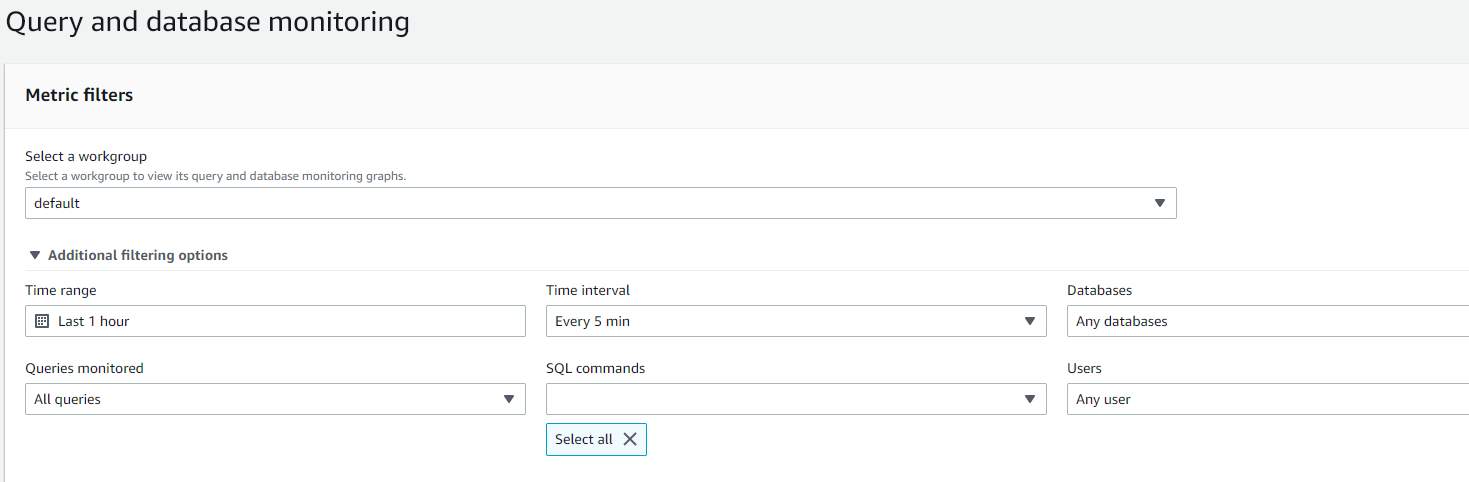 Query and database monitoring
Metric filters
Select a workgroup
Select a workgroup to view its query and database monitoring graphs.
default
Additional filtering options
Time range
Time interval
Databases
Last 1 hour
Every 5 min
Any databases
Queries monitored
SQL commands
Users
All queries
Any user
Select all